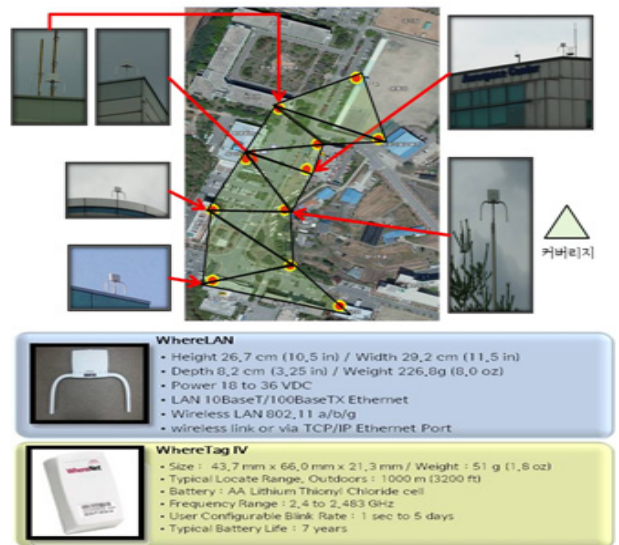 커버리지
WhereLAN
• Height 26,7 cm (10,5 in) / Width 29,2 cm (11,5 in)
• Depth 8,2 cm (3,25 in) / Weight 226,8g (8,0 oz)
• Power 18 to 36 VDC
• LAN 10BaseT/100BaseTX Ethernet
• Wireless LAN 802,11 a/b/g
• wireless link or via TCP/IP Ethernet Port
WhereTag IV
• Size : 43,7 mm x 66,0 mm x 21,3 mm / Weight : 51 g (1,8 oz)
• Typical Locate Range, Outdoors : 1000 m (3200 ft)
• Battery : AA Lithium Thionyl Chloride cell
• Frequency Range : 2,4 to 2,483 GHz
• User Configurable Blink Rate : 1 sec to 5 days
• Typical Battery Life : 7 years
WhereNet